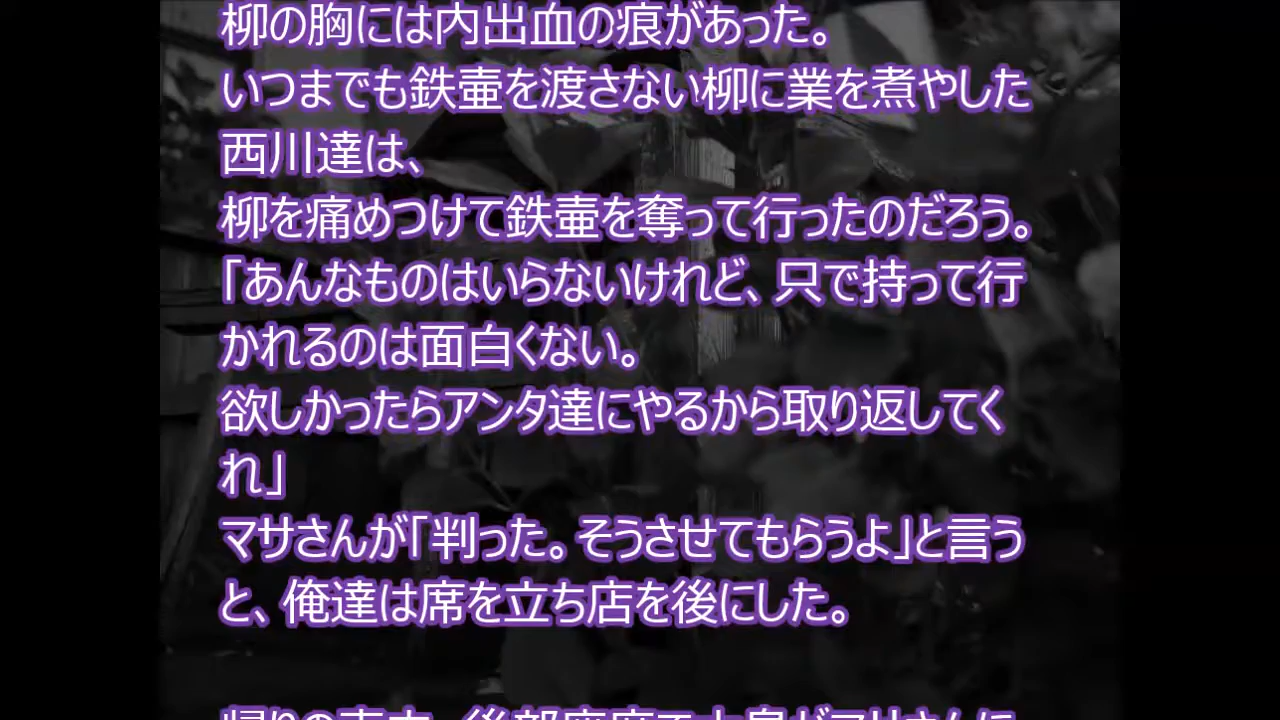 柳の胸には内出血の痕があった。
いつまでも鉄壷を渡さない柳に業を煮やした
西川達は、
柳を痛めつけて鉄壷を奪って行ったのだろう。
「あんなものはいらないけれど、只で持って行
かれるのは面白くない。
欲しかったらアンタ達にやるから取り返してく
れ」
マサさんが「判った。そうさせてもらうよ」と言う
と、俺達は席を立ち店を後にした。